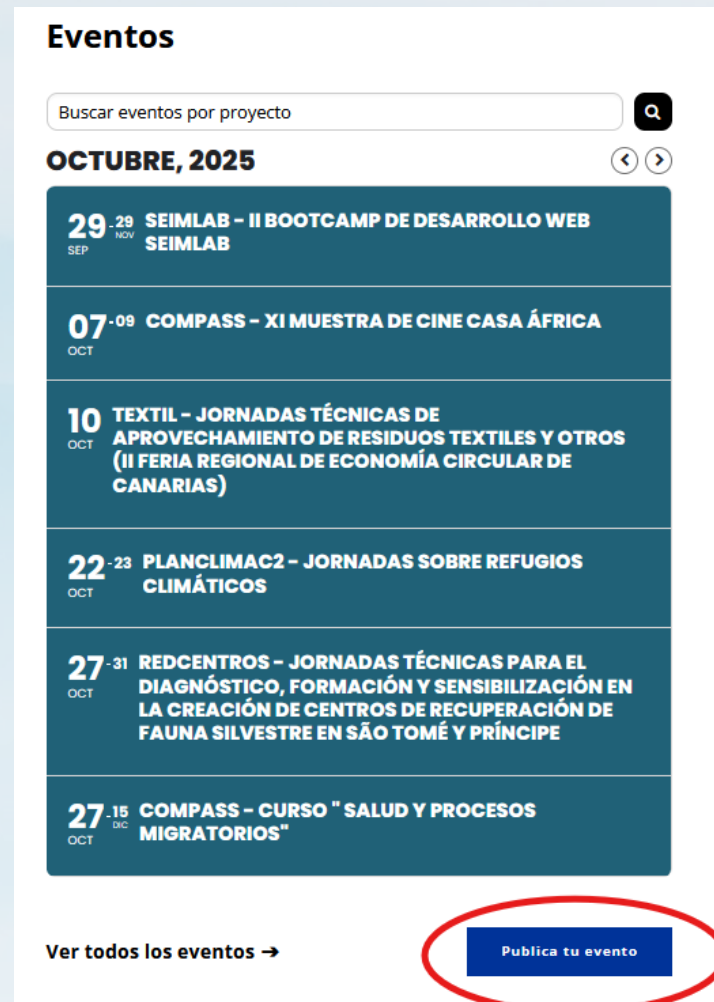 Eventos
Buscar eventos por proyecto
OCTUBRE, 2025
29 - 29 SEIMLAB – II BOOTCAMP DE DESARROLLO WEB
SEP NOV SEIMLAB
07 - 09 COMPASS – XI MUESTRA DE CINE CASA ÁFRICA
OCT
10 TEXTIL – JORNADAS TÉCNICAS DE
OCT APROVECHAMIENTO DE RESIDUOS TEXTILES Y OTROS
(II FERIA REGIONAL DE ECONOMÍA CIRCULAR DE
CANARIAS)
22 - 23 PLANCLIMAC2 – JORNADAS SOBRE REFUGIOS
OCT CLIMÁTICOS
27 - 31 REDCENTROS – JORNADAS TÉCNICAS PARA EL
OCT DIAGNÓSTICO, FORMACIÓN Y SENSIBILIZACIÓN EN
LA CREACIÓN DE CENTROS DE RECUPERACIÓN DE
FAUNA SILVESTRE EN SÃO TOMÉ Y PRÍNCIPE
27 - 15 COMPASS – CURSO " SALUD Y PROCESOS
OCT DIC MIGRATORIOS"
Ver todos los eventos ➔
Publica tu evento